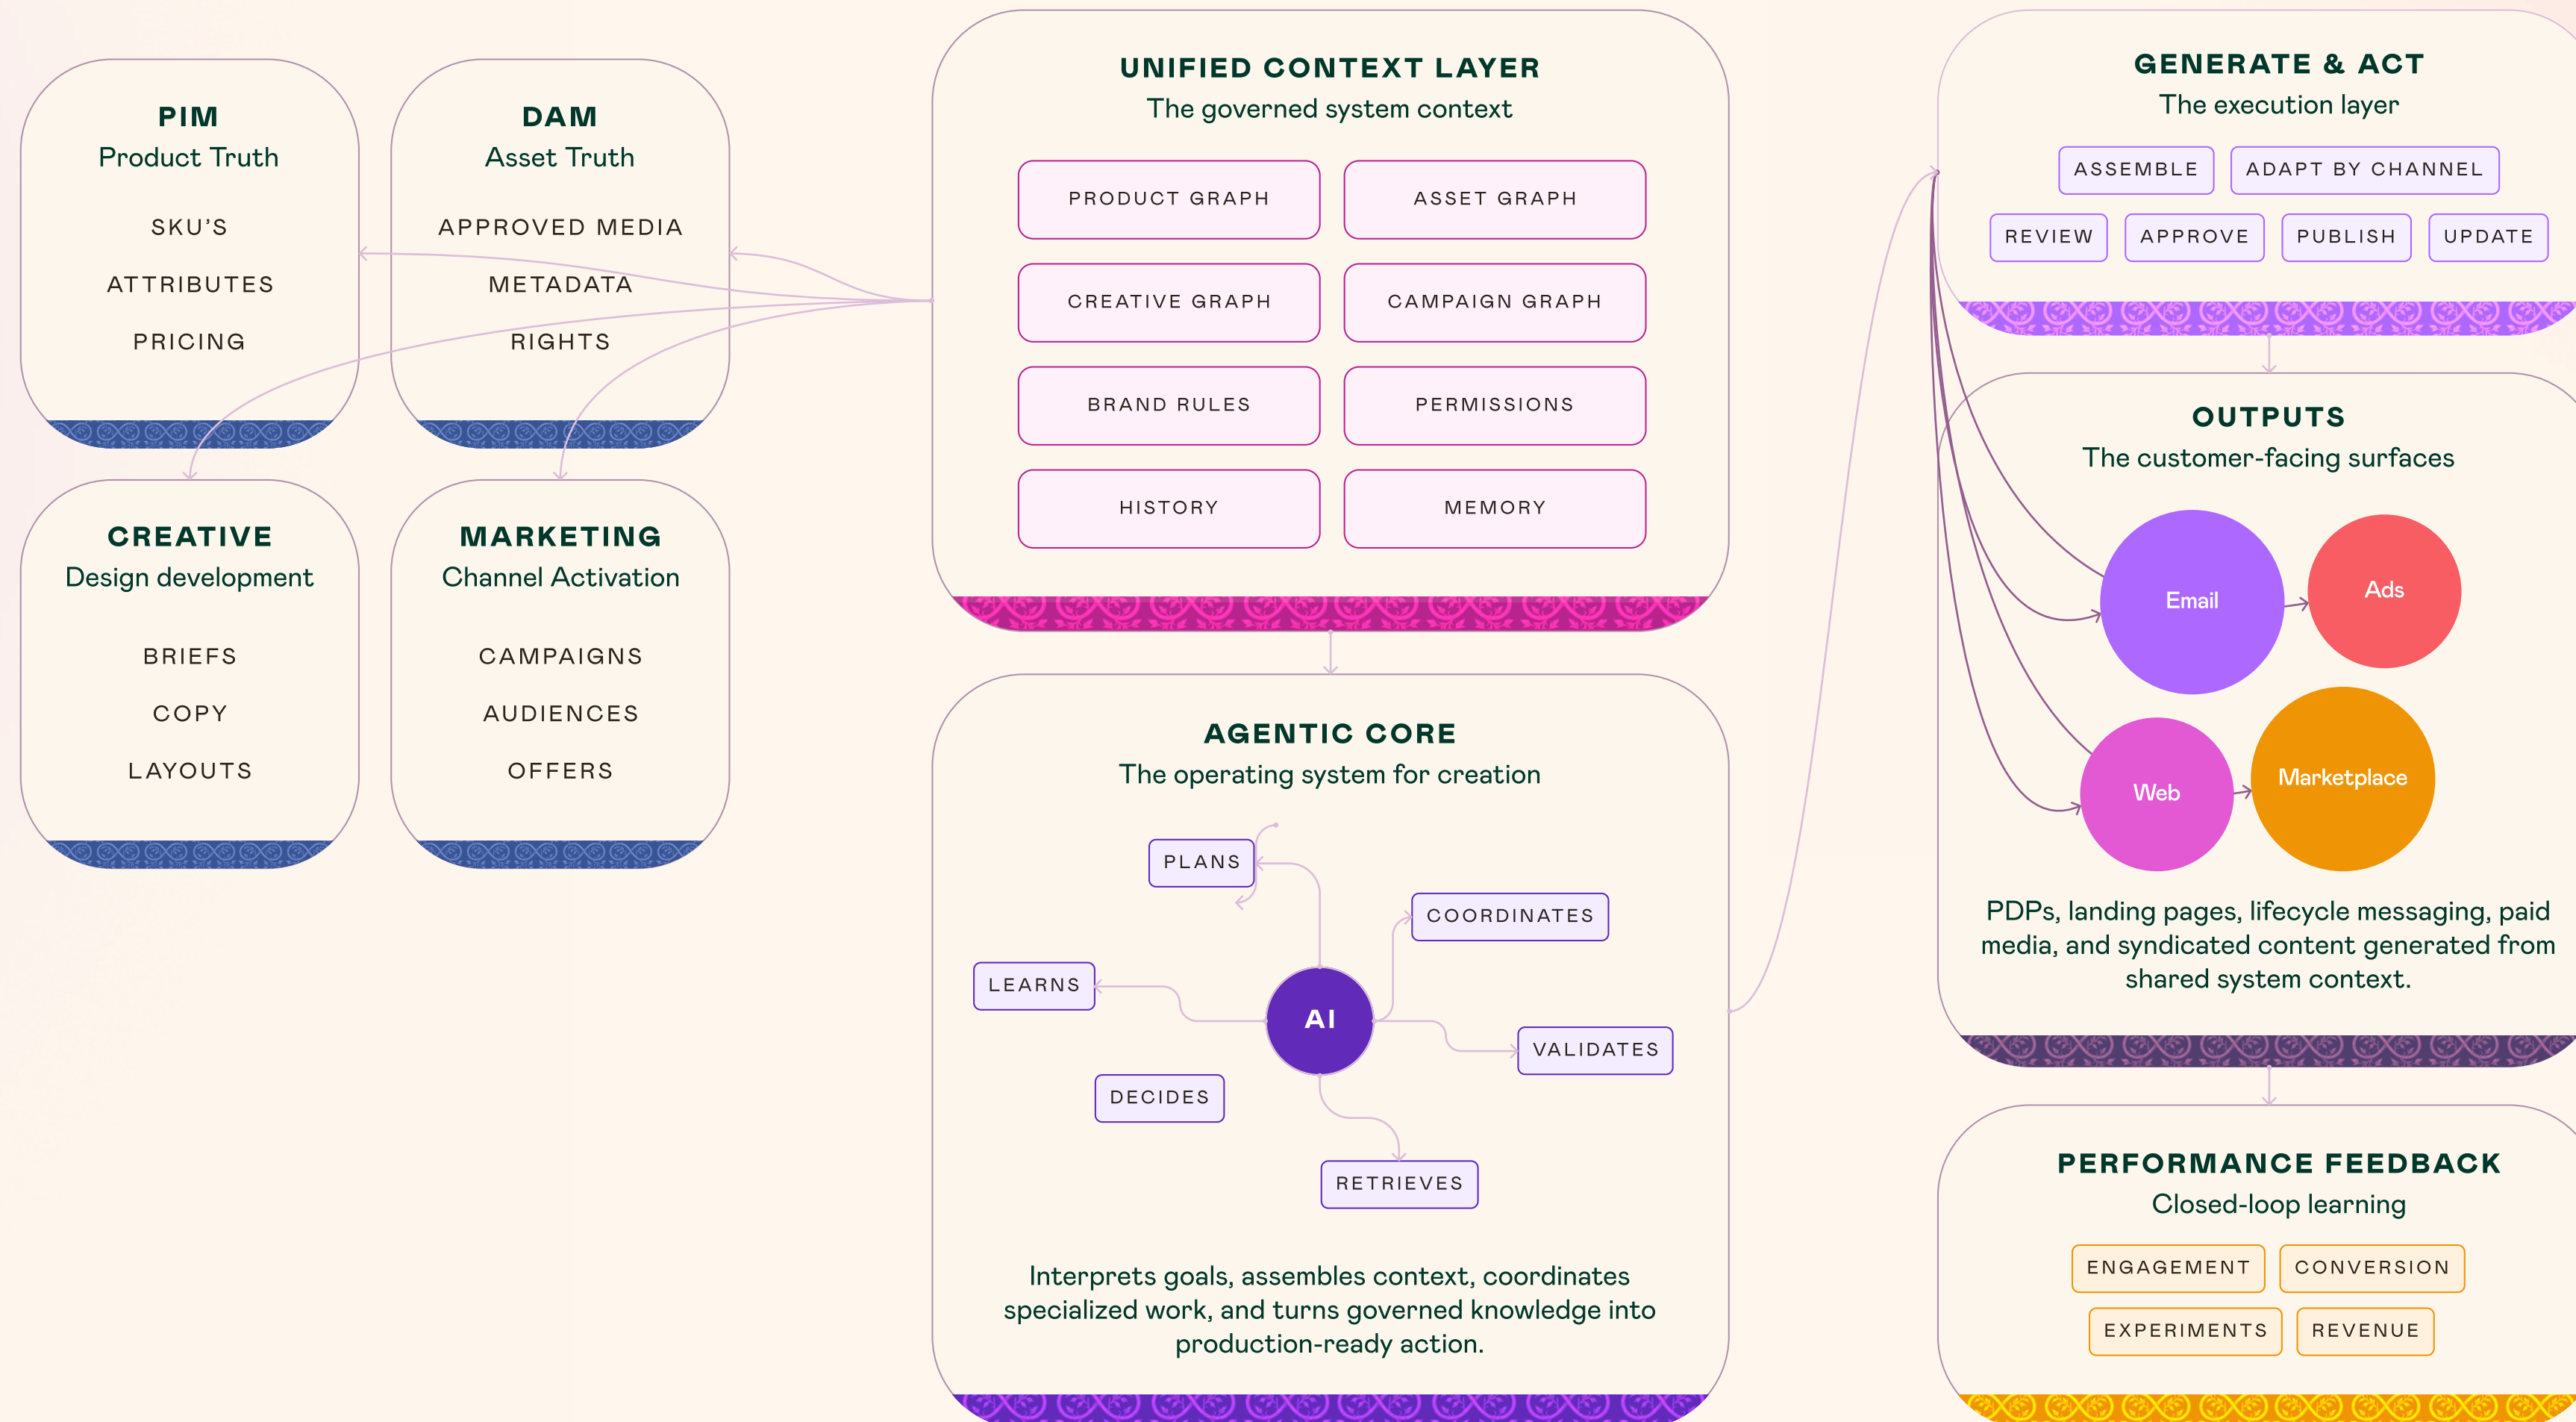 PIM
Product Truth
SKU’S
ATTRIBUTES
PRICING
DAM
Asset Truth
APPROVED MEDIA
METADATA
RIGHTS
CREATIVE
Design development
BRIEFS
COPY
LAYOUTS
MARKETING
Channel Activation
CAMPAIGNS
AUDIENCES
OFFERS
UNIFIED CONTEXT LAYER
The governed system context
PRODUCT GRAPH
ASSET GRAPH
CREATIVE GRAPH
CAMPAIGN GRAPH
BRAND RULES
PERMISSIONS
HISTORY
MEMORY
AGENTIC CORE
The operating system for creation
PLANS
COORDINATES
LEARNS
AI
VALIDATES
DECIDES
RETRIEVES
Interprets goals, assembles context, coordinates
specialized work, and turns governed knowledge into
production-ready action.
GENERATE & ACT
The execution layer
ASSEMBLE
ADAPT BY CHANNEL
REVIEW
APPROVE
PUBLISH
UPDATE
OUTPUTS
The customer-facing surfaces
Email
Ads
Web
Marketplace
PDPs, landing pages, lifecycle messaging, paid
media, and syndicated content generated from
shared system context.
PERFORMANCE FEEDBACK
Closed-loop learning
ENGAGEMENT
CONVERSION
EXPERIMENTS
REVENUE